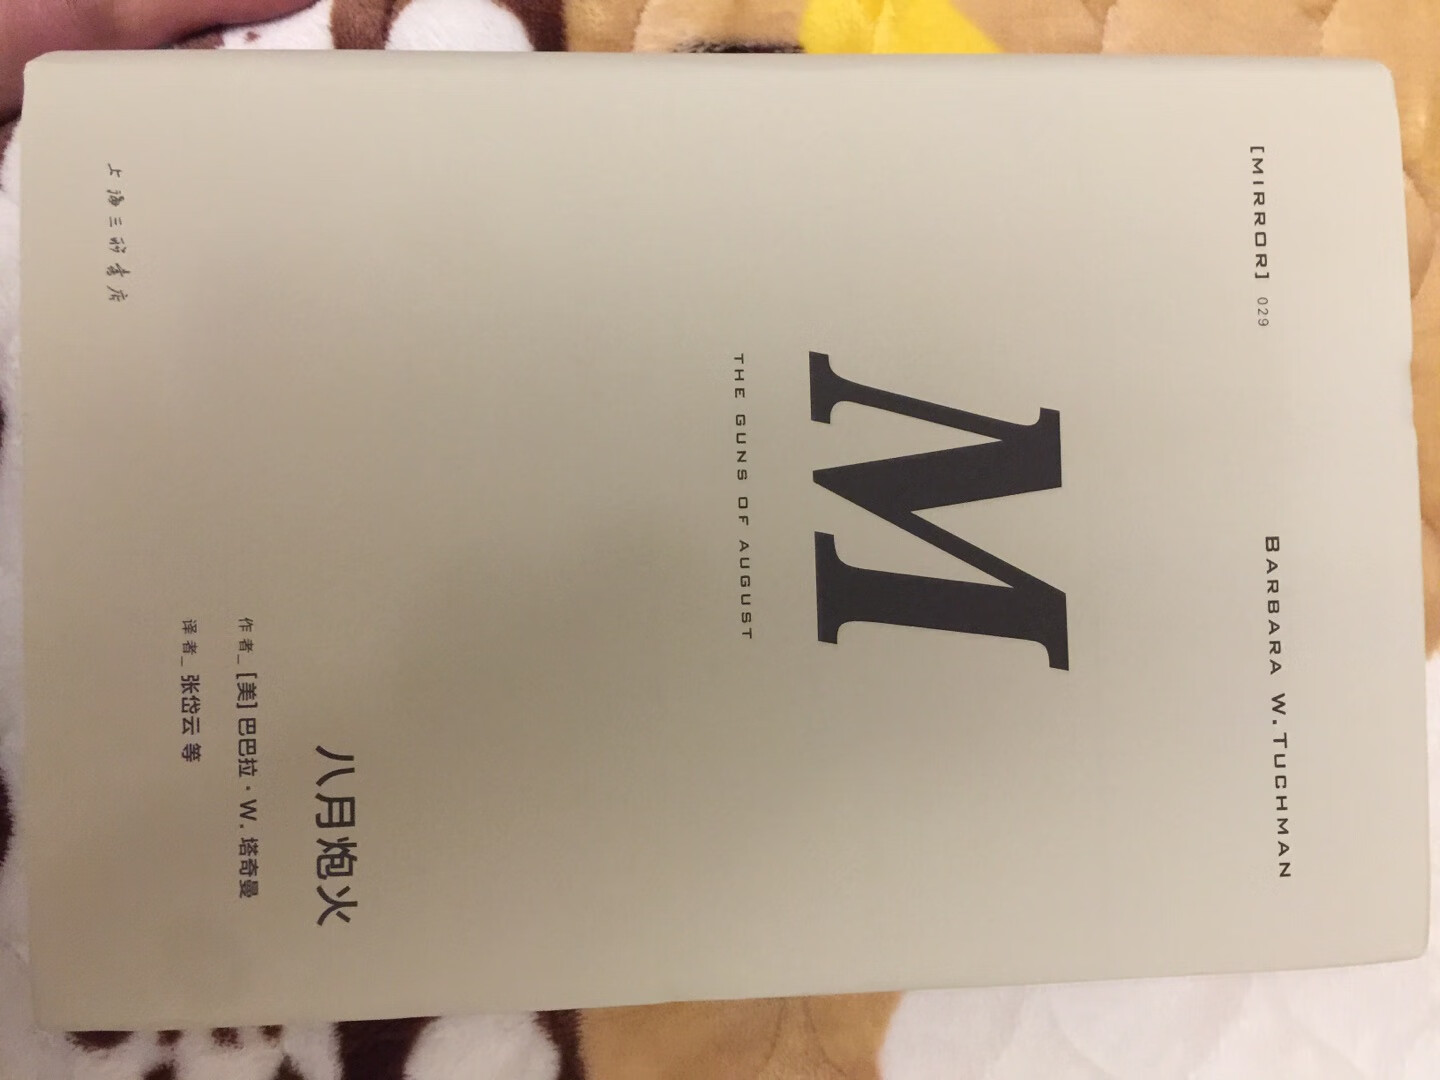 [MIRROR] 029
BARBARA W. TUCHMAN
M
THE GUNS OF AUGUST
八月炮火
作者_ [美] 巴巴拉·W. 塔奇曼
译者_ 张岱云 等
上海三联书店